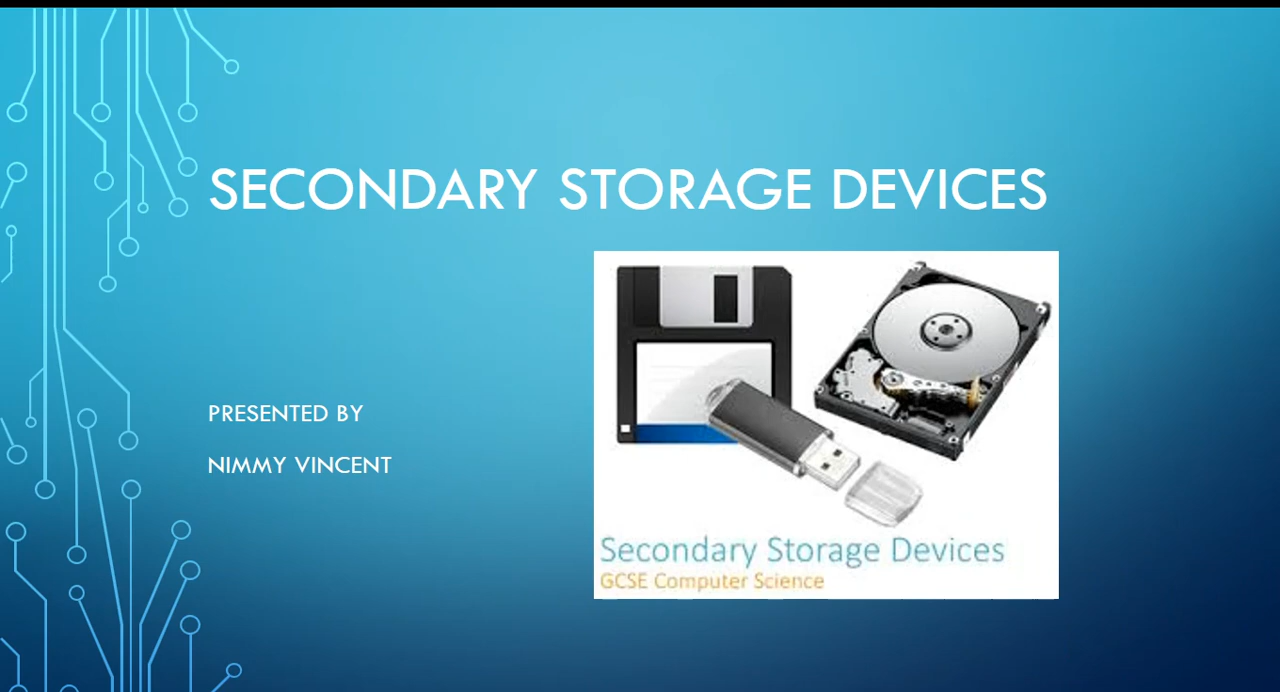 SECONDARY STORAGE DEVICES
PRESENTED BY
NIMMY VINCENT
Secondary Storage Devices
GCSE Computer Science